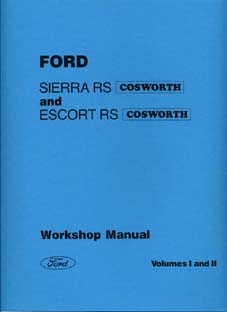 FORD
SIERRA RS COSWORTH
and
ESCORT RS COSWORTH
Workshop Manual
Ford
Volumes I and II